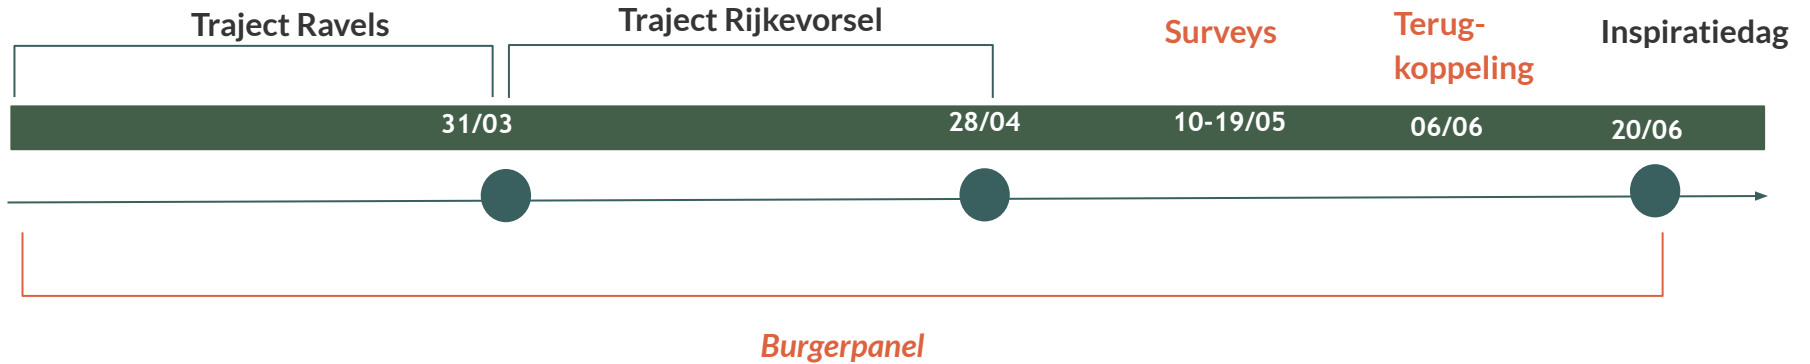 Traject Ravels
Traject Rijkevorsel
Surveys
Terug-
koppeling
Inspiratiedag
31/03
28/04
10-19/05
06/06
20/06
Burgerpanel